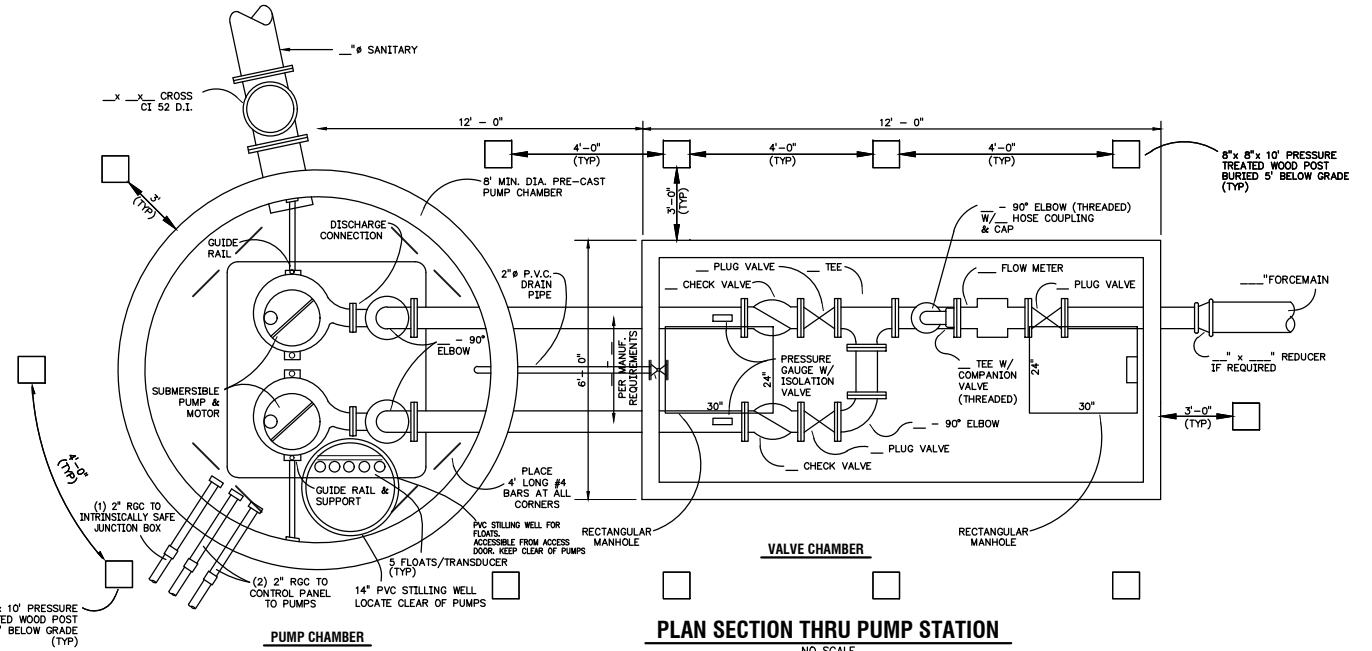 __"ø SANITARY
__x __x__ CROSS
CI 52 D.I.
12' - 0"
12' - 0"
4'-0"
(TYP)
4'-0"
(TYP)
4'-0"
(TYP)
8"x 8"x 10' PRESSURE
TREATED WOOD POST
BURIED 5' BELOW GRADE
(TYP)
3'
(TYP)
8' MIN. DIA. PRE-CAST
PUMP CHAMBER
3'-0"
(TYP)
__ - 90° ELBOW (THREADED)
W/__ HOSE COUPLING
& CAP
DISCHARGE
CONNECTION
GUIDE
RAIL
2"ø P.V.C.
DRAIN
PIPE
__ PLUG VALVE
__ TEE
__ CHECK VALVE
__ FLOW METER
__ PLUG VALVE
___"FORCEMAIN
__ - 90°
ELBOW
6'-0"
PER MANUF.
REQUIREMENTS
PRESSURE
GAUGE W/
ISOLATION
VALVE
24"
30"
__ TEE W/
COMPANION
VALVE
(THREADED)
24"
30"
___" x ___" REDUCER
IF REQUIRED
SUBMERSIBLE
PUMP &
MOTOR
3'-0"
(TYP)
__ - 90° ELBOW
__ PLUG VALVE
__ CHECK VALVE
4'-0"
(TYP)
GUIDE RAIL &
SUPPORT
PLACE
4' LONG #4
BARS AT ALL
CORNERS
(1) 2" RGC TO
INTRINSICALLY SAFE
JUNCTION BOX
PVC STILLING WELL FOR
FLOATS.
ACCESSIBLE FROM ACCESS
DOOR. KEEP CLEAR OF PUMPS
RECTANGULAR
MANHOLE
VALVE CHAMBER
RECTANGULAR
MANHOLE
5 FLOATS/TRANSDUCER
(TYP)
(2) 2" RGC TO
CONTROL PANEL
TO PUMPS
14" PVC STILLING WELL
LOCATE CLEAR OF PUMPS
10' PRESSURE
WOOD POST
BELOW GRADE
(TYP)
PUMP CHAMBER
PLAN SECTION THRU PUMP STATION
NO SCALE